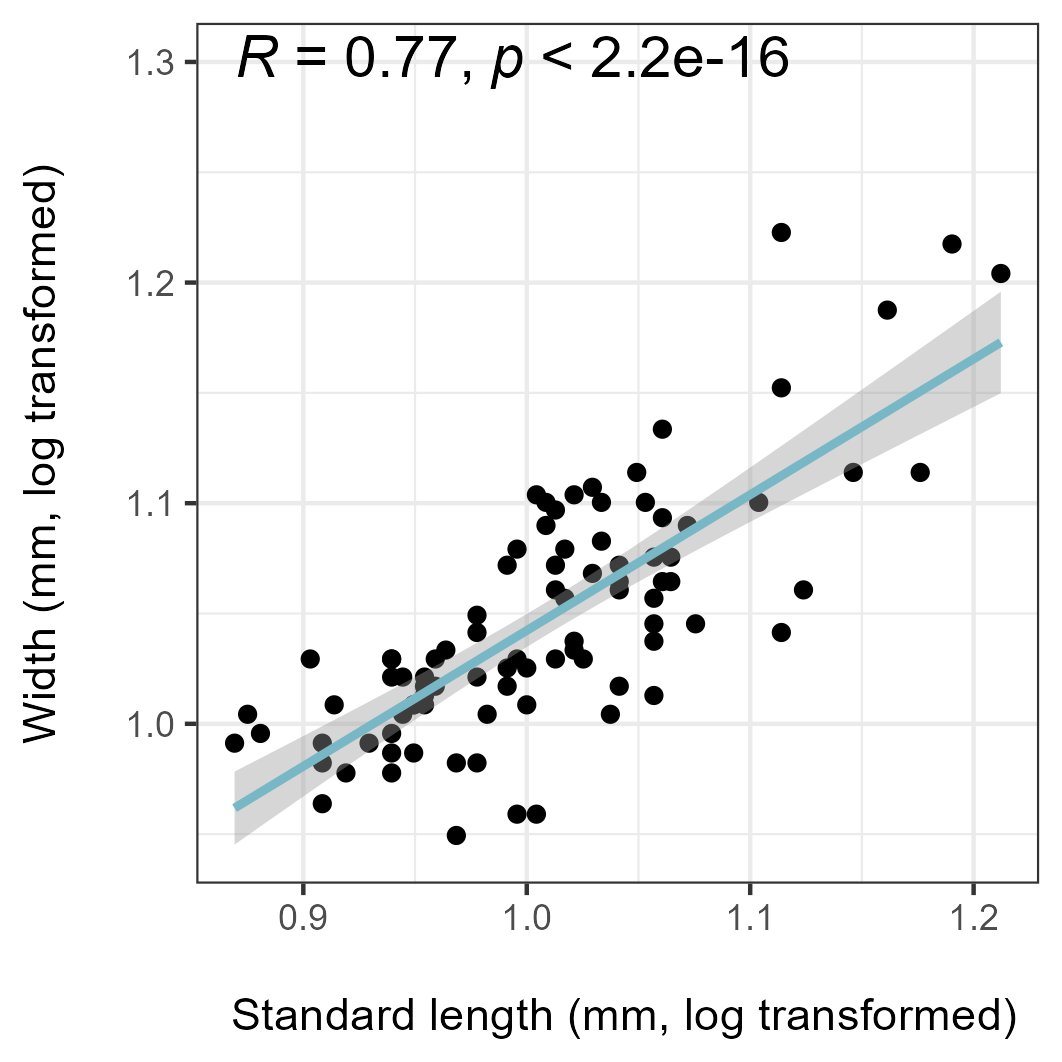 R = 0.77, p < 2.2e-16
1.3
1.2
1.1
1.0
Width (mm, log transformed)
0.9 1.0 1.1 1.2
Standard length (mm, log transformed)